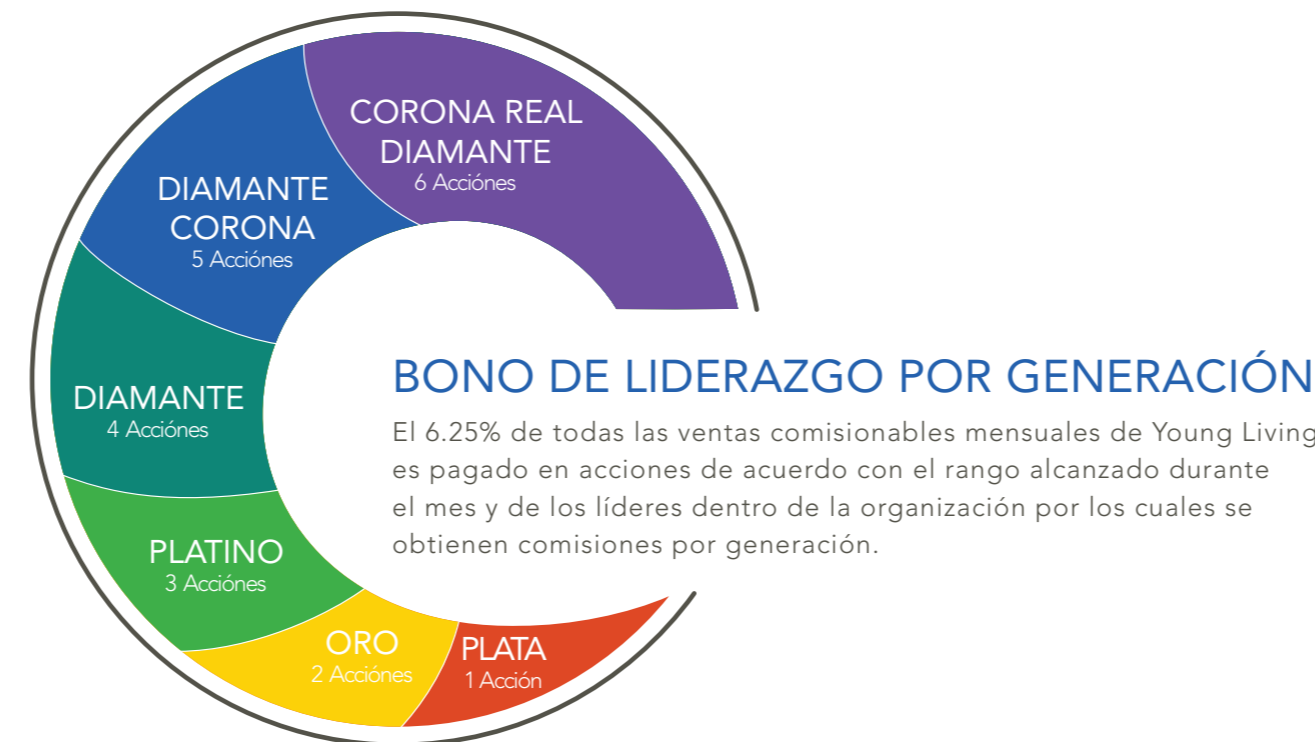 CORONA REAL
DIAMANTE
6 Acciónes
DIAMANTE
CORONA
5 Acciónes
DIAMANTE
4 Acciónes
PLATINO
3 Acciónes
ORO
2 Acciónes
PLATA
1 Acción
BONO DE LIDERAZGO POR GENERACIÓN
El 6.25% de todas las ventas comisionables mensuales de Young Living
es pagado en acciones de acuerdo con el rango alcanzado durante
el mes y de los líderes dentro de la organización por los cuales se
obtienen comisiones por generación.